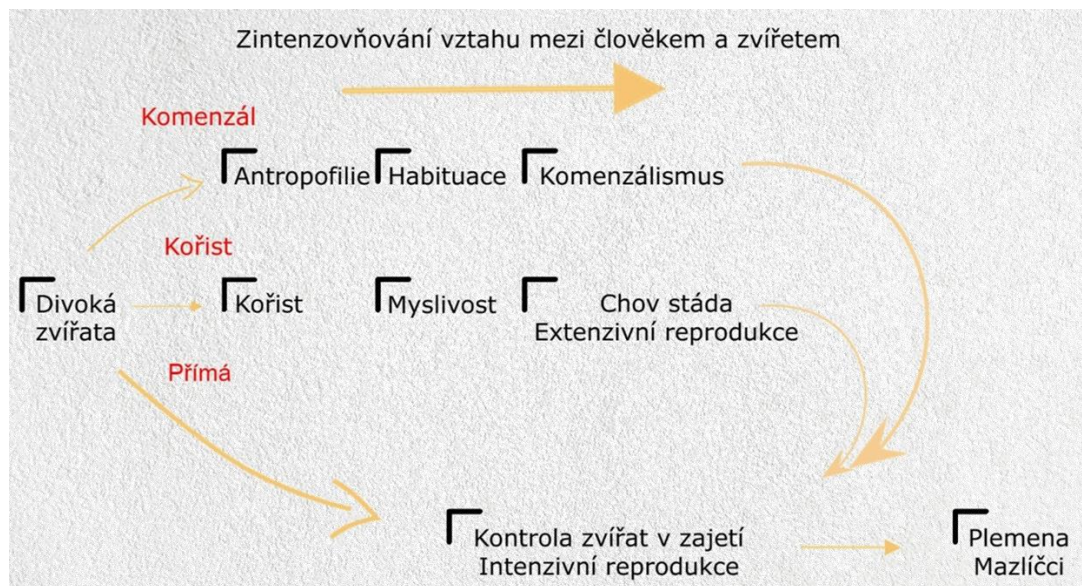 Zintenzovňování vztahu mezi člověkem a zvířetem
Komenzál
Antropofilie Habituace Komenzálismus
Kořist
Divoká zvířata
Kořist Myslivost Chov stáda
Extenzivní reprodukce
Přímá
Kontrola zvířat v zajetí
Intenzivní reprodukce
Plemena
Mazlíčci